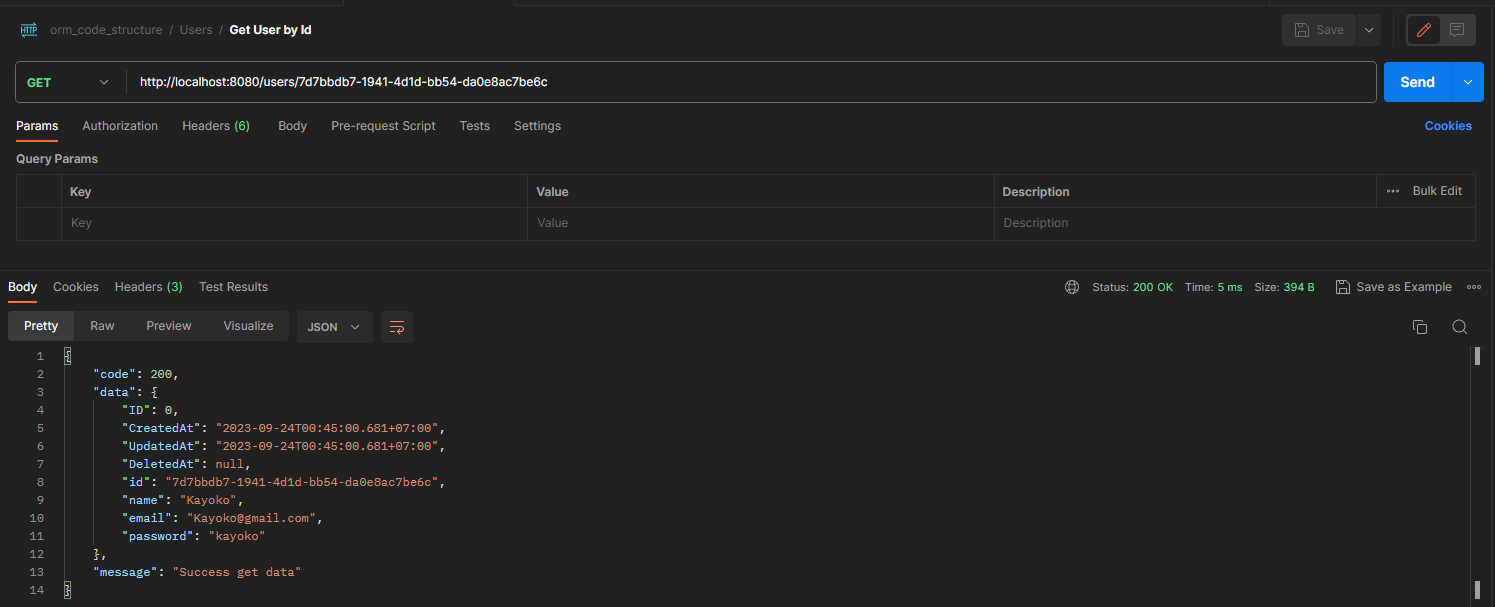 HTTP orm_code_structure / Users / Get User by Id Save
GET http://localhost:8080/users/7d7bbdb7-1941-4d1d-bb54-da0e8ac7be6c Send
Params Authorization Headers (6) Body Pre-request Script Tests Settings Cookies
Query Params
Key Value Description ••• Bulk Edit
Key Value Description
Body Cookies Headers (3) Test Results Status: 200 OK Time: 5 ms Size: 394 B Save as Example
Pretty Raw Preview Visualize JSON
1 {
2 "code": 200,
3 "data": {
4 "ID": 0,
5 "CreatedAt": "2023-09-24T00:45:00.681+07:00",
6 "UpdatedAt": "2023-09-24T00:45:00.681+07:00",
7 "DeletedAt": null,
8 "id": "7d7bbdb7-1941-4d1d-bb54-da0e8ac7be6c",
9 "name": "Kayoko",
10 "email": "Kayoko@gmail.com",
11 "password": "kayoko"
12 },
13 "message": "Success get data"
14 }